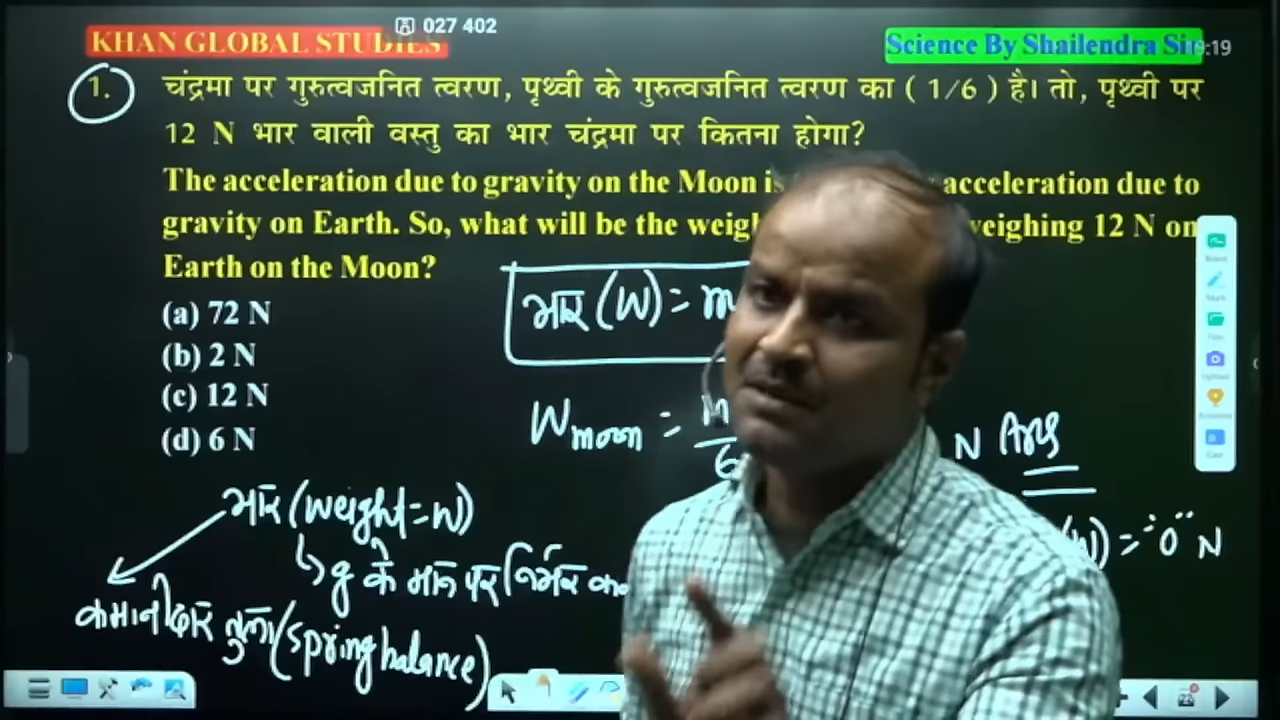 027 402
KHAN GLOBAL STUDIES
Science By Shailendra Sir
:19
1. चंद्रमा पर गुरुत्वजनित त्वरण, पृथ्वी के गुरुत्वजनित त्वरण का ( 1/6 ) है। तो, पृथ्वी पर
12 N भार वाली वस्तु का भार चंद्रमा पर कितना होगा?
The acceleration due to gravity on the Moon is acceleration due to
gravity on Earth. So, what will be the weighing 12 N on
Earth on the Moon?
(a) 72 N
(b) 2 N
(c) 12 N
(d) 6 N
भार (W) = m
Wmoon = m/6
N Ans
भार (Weight = W)
g के मान पर निर्भर
(W) = "0" N
कमानीदार तुला (Spring balance)